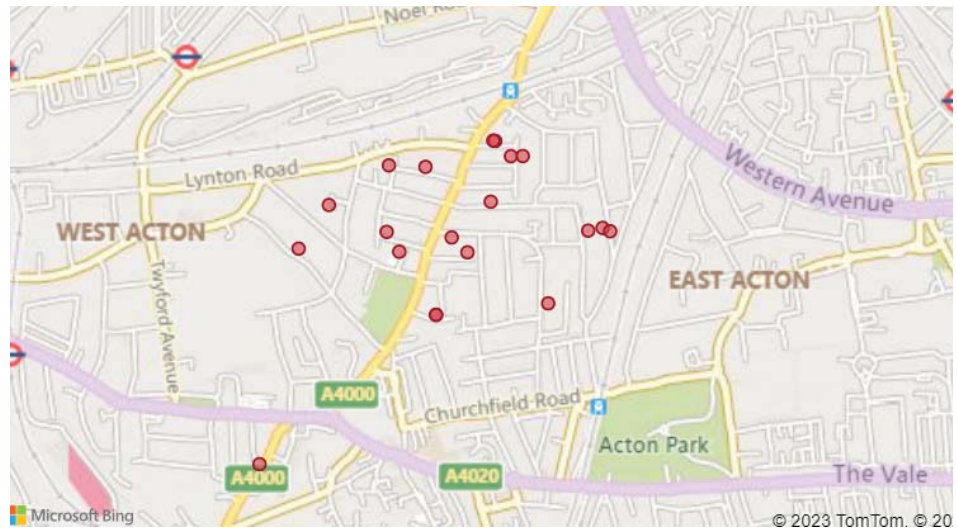 Noel Ro
Lynton Road
Western Avenue
WEST ACTON
EAST ACTON
Twyford Avenue
A4000
Churchfield Road
Acton Park
A4000
A4020
The Vale
Microsoft Bing
© 2023 TomTom, © 20